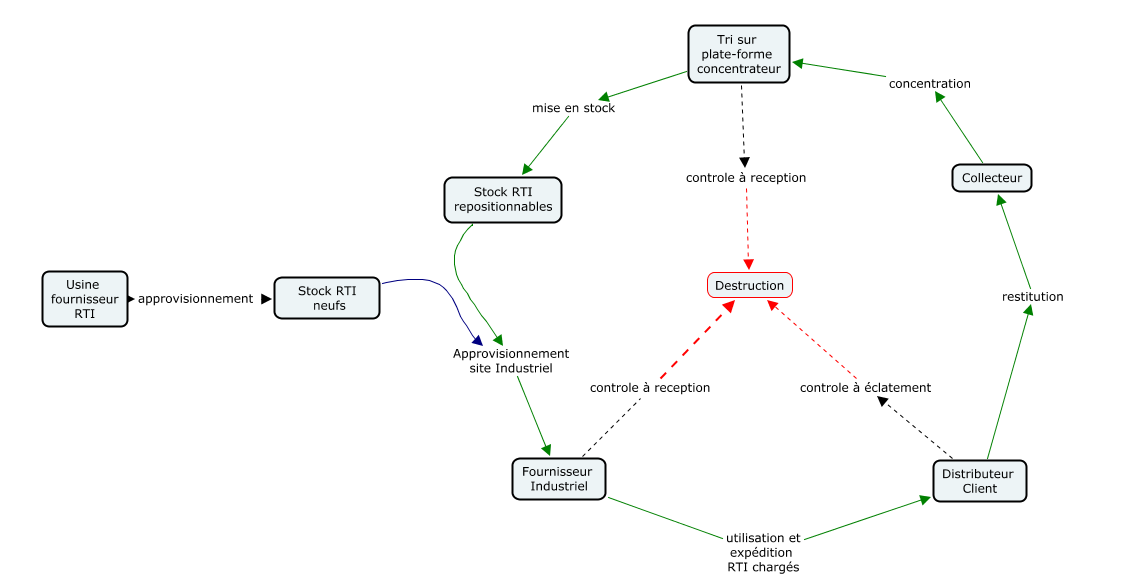 Tri sur
plate-forme
concentrateur
concentration
mise en stock
controle à reception
Collecteur
Stock RTI
repositionnables
Usine
fournisseur
RTI
approvisionnement
Stock RTI
neufs
Destruction
restitution
Approvisionnement
site Industriel
controle à reception
controle à éclatement
Fournisseur
Industriel
Distributeur
Client
utilisation et
expédition
RTI chargés